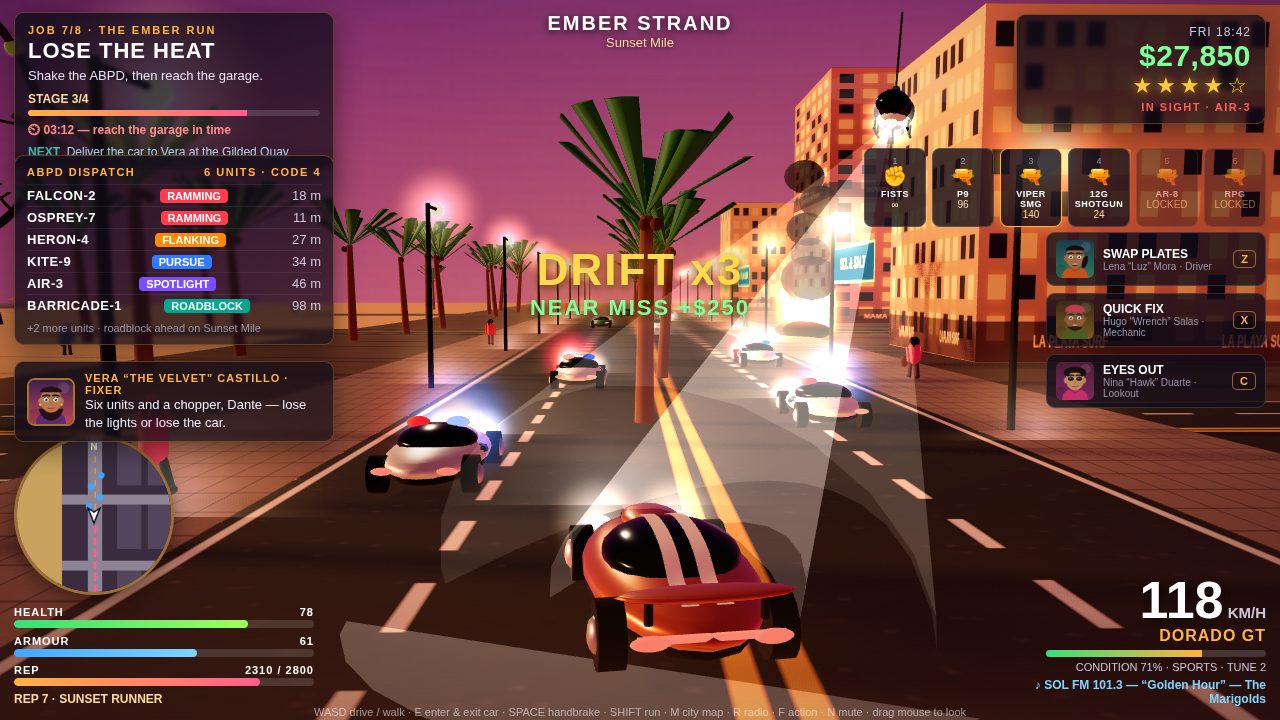 JOB 7/8 · THE EMBER RUN
LOSE THE HEAT
Shake the ABPD, then reach the garage.
STAGE 3/4
03:12 — reach the garage in time
NEXT Deliver the car to Vera at the Gilded Quay
ABPD DISPATCH 6 UNITS · CODE 4
FALCON-2 RAMMING 18 m
OSPREY-7 RAMMING 11 m
HERON-4 FLANKING 27 m
KITE-9 PURSUE 34 m
AIR-3 SPOTLIGHT 46 m
BARRICADE-1 ROADBLOCK 98 m
+2 more units · roadblock ahead on Sunset Mile
VERA “THE VELVET” CASTILLO ·
FIXER
Six units and a chopper, Dante — lose
the lights or lose the car.
N
HEALTH 78
ARMOUR 61
REP 2310 / 2800
REP 7 · SUNSET RUNNER
EMBER STRAND
Sunset Mile
DRIFT x3
NEAR MISS +$250
FRI 18:42
$27,850
★★★★☆
IN SIGHT · AIR-3
1
FISTS
∞
2
P9
96
3
VIPER
SMG
140
4
12G
SHOTGUN
24
5
AR-8
LOCKED
6
RPC
LOCKED
SWAP PLATES
Lena “Luz” Mora · Driver
Z
QUICK FIX
Hugo “Wrench” Salas ·
Mechanic
X
EYES OUT
Nina “Hawk” Duarte ·
Lookout
C
SOL & SALT
MAMA
LA PLAYA SURF
LA PLAYA SU
118 KM/H
DORADO GT
CONDITION 71% · SPORTS · TUNE 2
♪ SOL FM 101.3 — “Golden Hour” — The
Marigolds
WASD drive / walk · E enter & exit car · SPACE handbrake · SHIFT run · M city map · R radio · F action · N mute · drag mouse to look